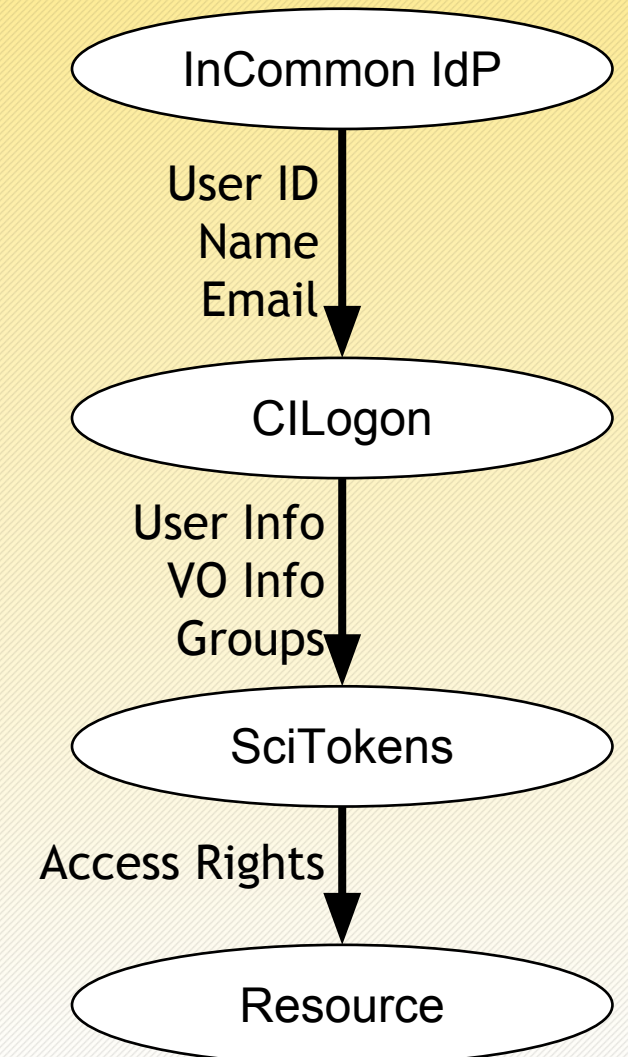 InCommon IdP
User ID
Name
Email
CILogon
User Info
VO Info
Groups
SciTokens
Access Rights
Resource